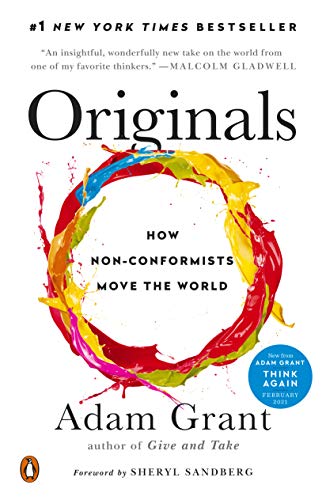 #1 NEW YORK TIMES BESTSELLER
"An insightful, wonderfully new take on the world from
one of my favorite thinkers." —MALCOLM GLADWELL
Originals
HOW
NON-CONFORMISTS
MOVE THE WORLD
New from
ADAM GRANT
THINK
AGAIN
FEBRUARY
2021
Adam Grant
author of Give and Take
Foreword by SHERYL SANDBERG